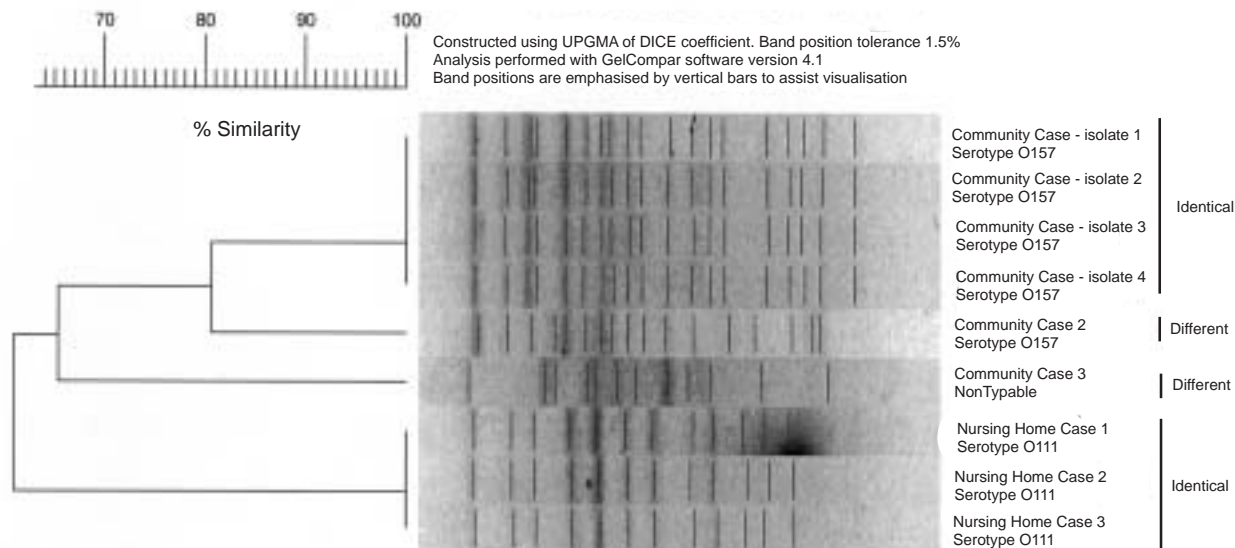 70 80 90 100
Constructed using UPGMA of DICE coefficient. Band position tolerance 1.5%
Analysis performed with GelCompar software version 4.1
Band positions are emphasised by vertical bars to assist visualisation
% Similarity
Community Case - isolate 1
Serotype O157
Community Case - isolate 2
Serotype O157
Identical
Community Case - isolate 3
Serotype O157
Community Case - isolate 4
Serotype O157
Community Case 2
Serotype O157
Different
Community Case 3
NonTypable
Different
Nursing Home Case 1
Serotype O111
Nursing Home Case 2
Serotype O111
Identical
Nursing Home Case 3
Serotype O111